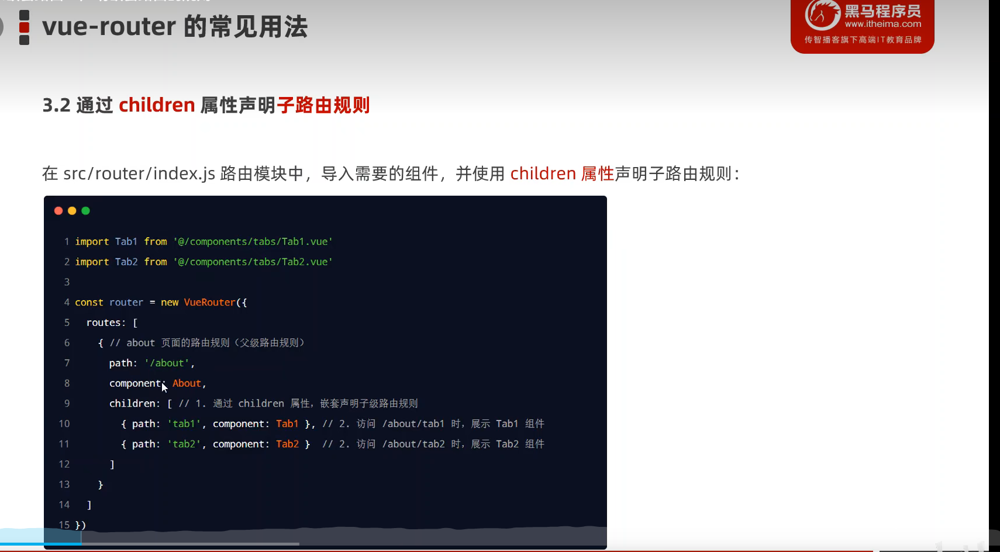 vue-router 的常见用法
黑马程序员
www.itheima.com
传智播客旗下高端IT教育品牌
3.2 通过 children 属性声明子路由规则
在 src/router/index.js 路由模块中，导入需要的组件，并使用 children 属性声明子路由规则：
1 import Tab1 from '@/components/tabs/Tab1.vue'
2 import Tab2 from '@/components/tabs/Tab2.vue'
3
4 const router = new VueRouter({
5 routes: [
6 { // about 页面的路由规则（父级路由规则）
7 path: '/about',
8 component: About,
9 children: [ // 1. 通过 children 属性，嵌套声明子级路由规则
10 { path: 'tab1', component: Tab1 }, // 2. 访问 /about/tab1 时，展示 Tab1 组件
11 { path: 'tab2', component: Tab2 } // 2. 访问 /about/tab2 时，展示 Tab2 组件
12 ]
13 }
14 ]
15 })